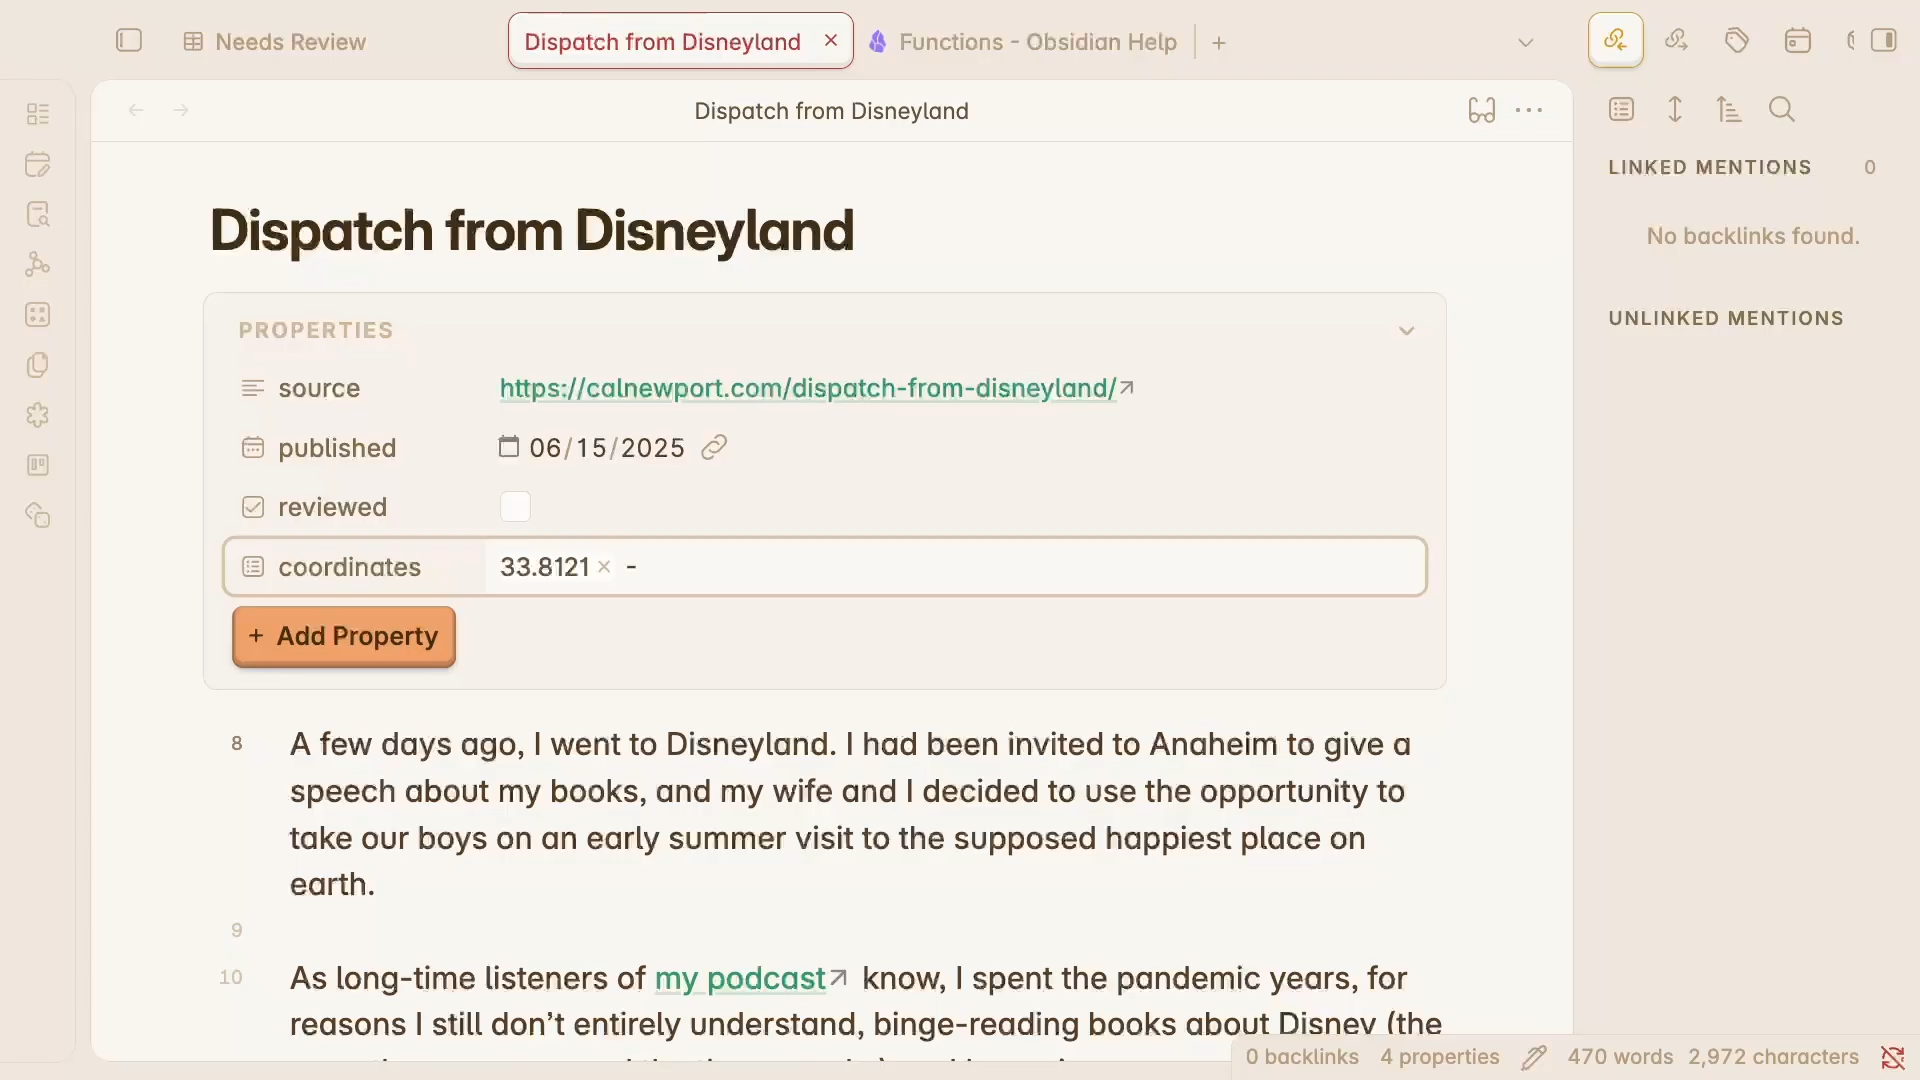 Needs Review
Dispatch from Disneyland
Functions - Obsidian Help
Dispatch from Disneyland
LINKED MENTIONS 0
No backlinks found.
UNLINKED MENTIONS
Dispatch from Disneyland
PROPERTIES
source https://calnewport.com/dispatch-from-disneyland/
published 06/15/2025
reviewed
coordinates 33.8121 × -
+ Add Property
8 A few days ago, I went to Disneyland. I had been invited to Anaheim to give a
speech about my books, and my wife and I decided to use the opportunity to
take our boys on an early summer visit to the supposed happiest place on
earth.
9
10 As long-time listeners of my podcast know, I spent the pandemic years, for
reasons I still don’t entirely understand, binge-reading books about Disney (the
0 backlinks 4 properties 470 words 2,972 characters